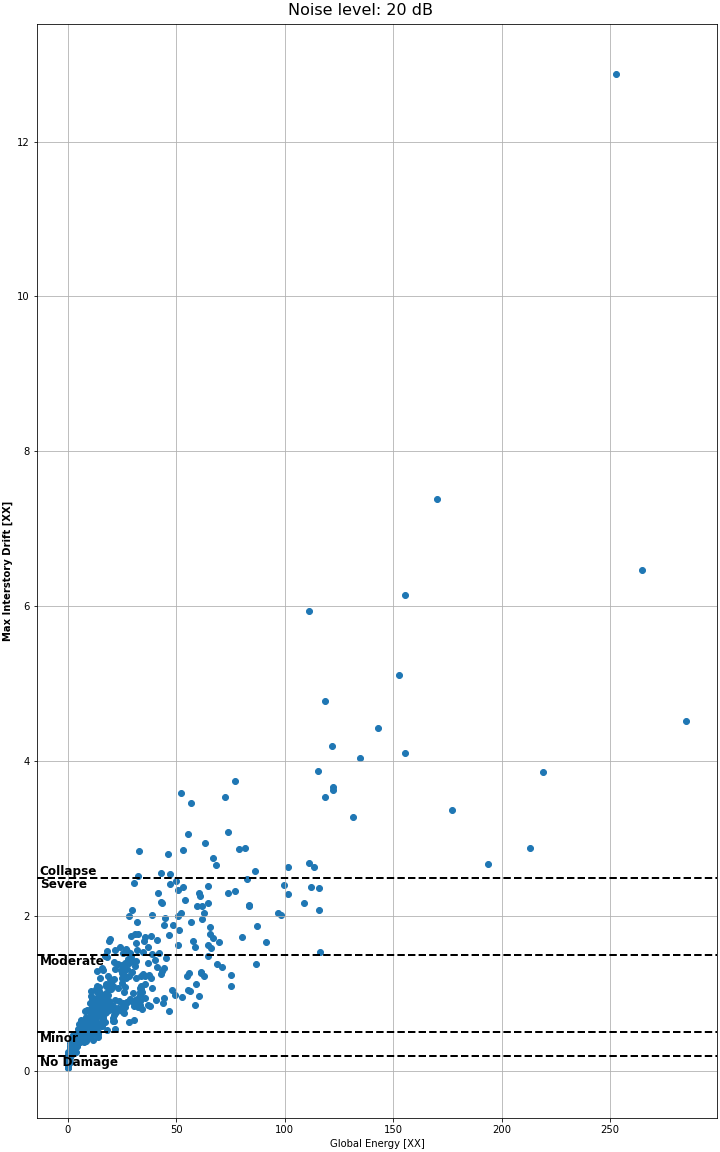 Noise level: 20 dB
Max Interstory Drift [XX]
12
10
8
6
4
2
0
Collapse
Severe
Moderate
Minor
No Damage
0 50 100 150 200 250
Global Energy [XX]